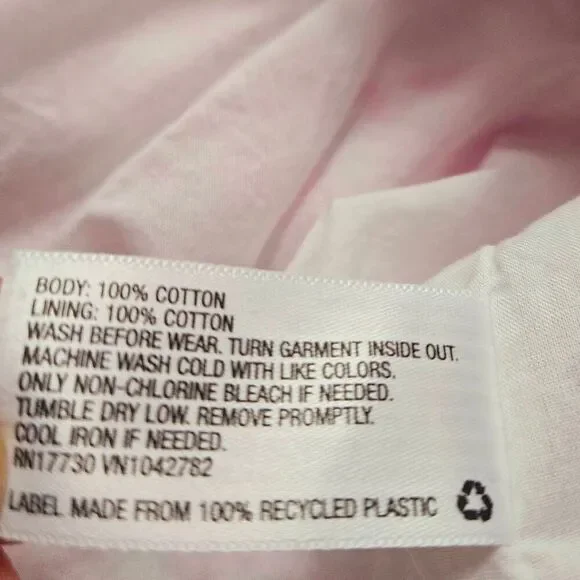 BODY: 100% COTTON
LINING: 100% COTTON
WASH BEFORE WEAR. TURN GARMENT INSIDE OUT.
MACHINE WASH COLD WITH LIKE COLORS.
ONLY NON-CHLORINE BLEACH IF NEEDED.
TUMBLE DRY LOW. REMOVE PROMPTLY.
COOL IRON IF NEEDED.
RN17730 VN1042782
LABEL MADE FROM 100% RECYCLED PLASTIC